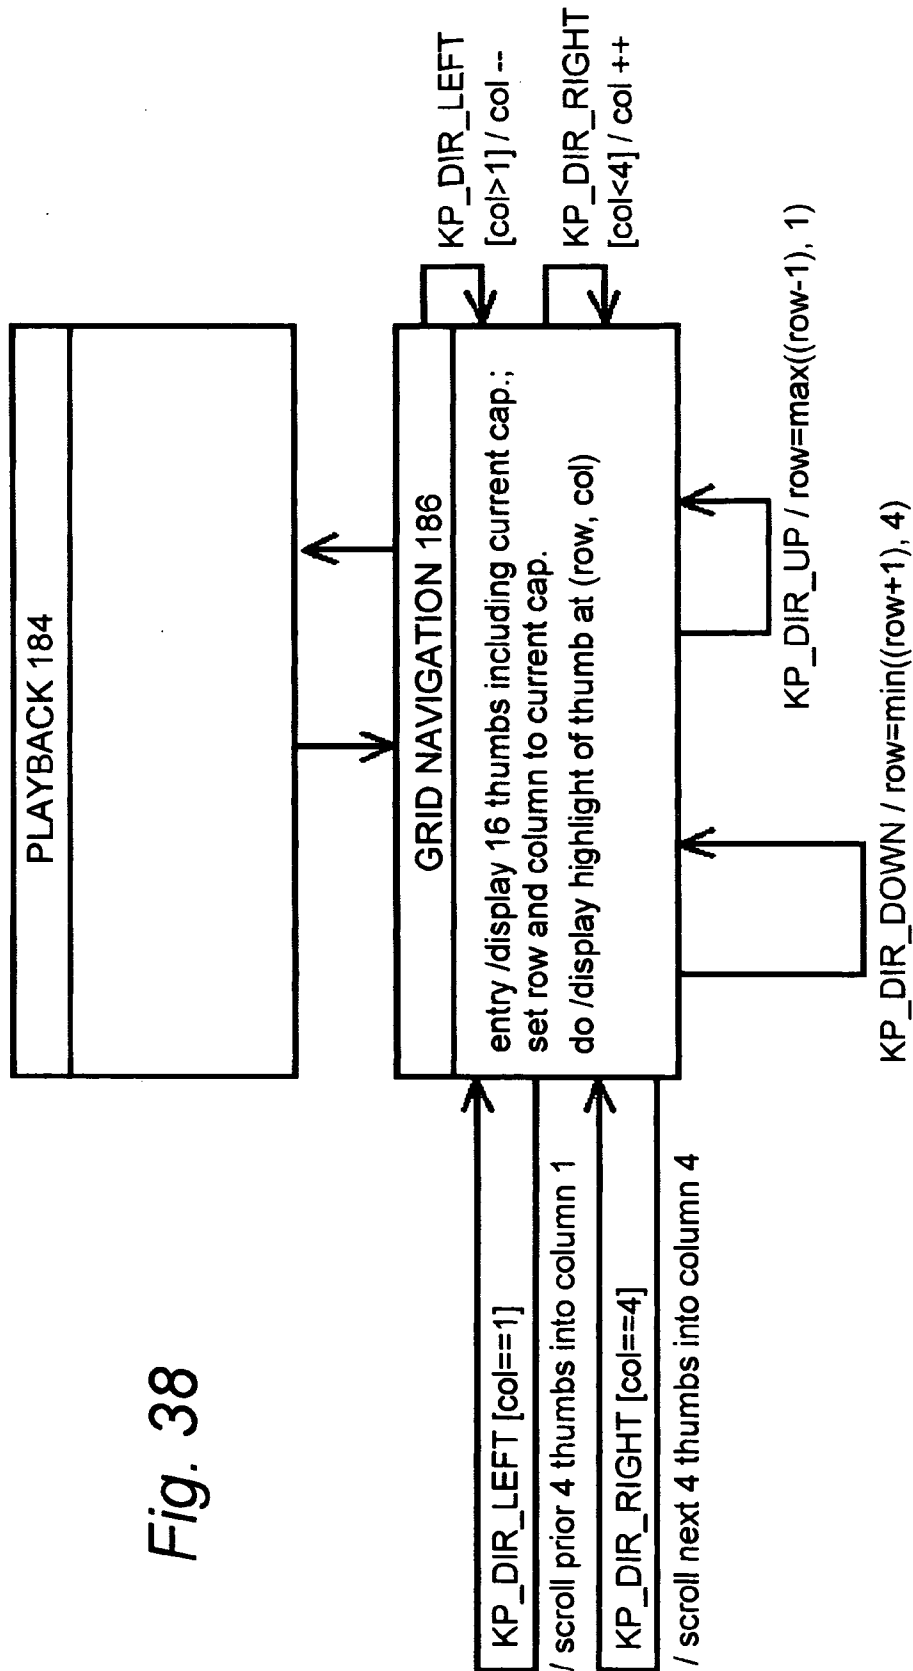 Fig. 38
PLAYBACK 184
GRID NAVIGATION 186
entry /display 16 thumbs including current cap.;
set row and column to current cap.
do /display highlight of thumb at (row, col)
KP_DIR_LEFT [col==1]
/ scroll prior 4 thumbs into column 1
KP_DIR_RIGHT [col==4]
/ scroll next 4 thumbs into column 4
KP_DIR_LEFT
[col>1] / col --
KP_DIR_RIGHT
[col<4] / col ++
KP_DIR_UP / row=max((row-1), 1)
KP_DIR_DOWN / row=min((row+1), 4)